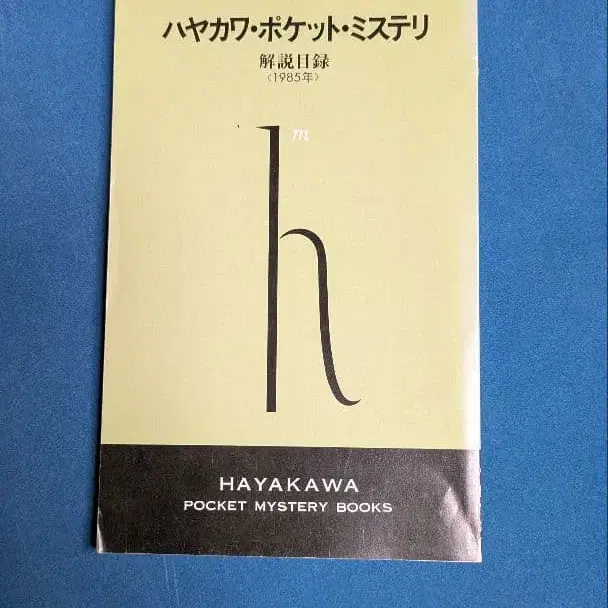 ハヤカワ・ポケット・ミステリ
解説目録
〈1985年〉
m
h
HAYAKAWA
POCKET MYSTERY BOOKS